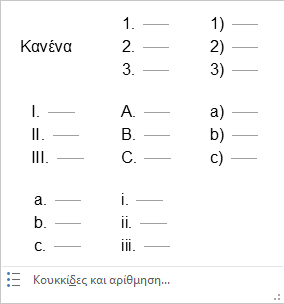 Κανένα
1.
2.
3.
1)
2)
3)
I.
II.
III.
A.
B.
C.
a)
b)
c)
a.
b.
c.
i.
ii.
iii.
Κουκκίδες και αρίθμηση...